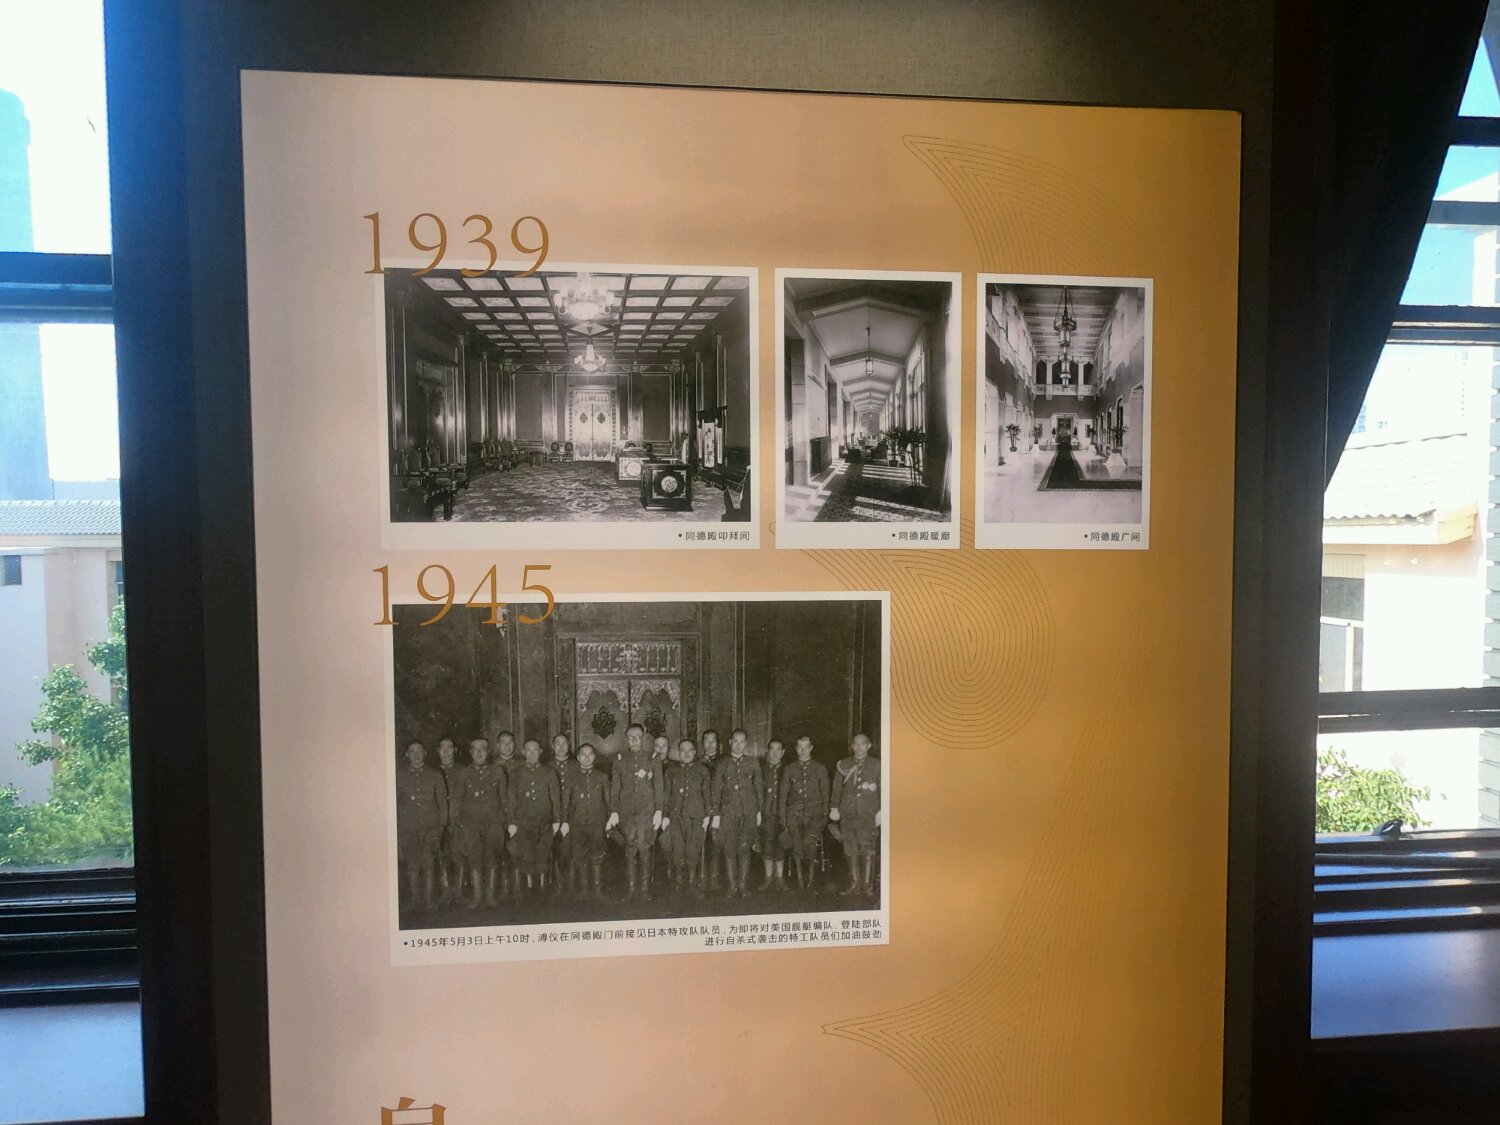 1939
•同德殿叩拜间
•同德殿暖廊
•同德殿广间
1945
•1945年5月3日上午10时，溥仪在同德殿门前接见日本特攻队队员，为即将对美国舰艇编队、登陆部队
进行自杀式袭击的特工队员们加油鼓劲